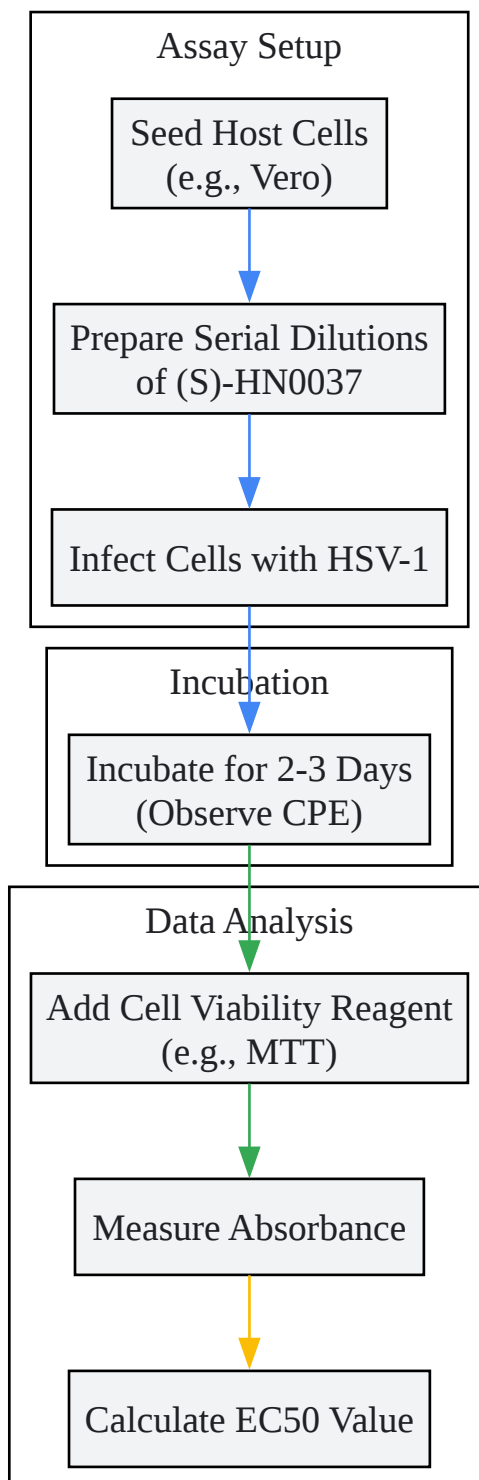 Assay Setup
Seed Host Cells
(e.g., Vero)
Prepare Serial Dilutions
of (S)-HN0037
Infect Cells with HSV-1
Incubation
Incubate for 2-3 Days
(Observe CPE)
Data Analysis
Add Cell Viability Reagent
(e.g., MTT)
Measure Absorbance
Calculate EC50 Value